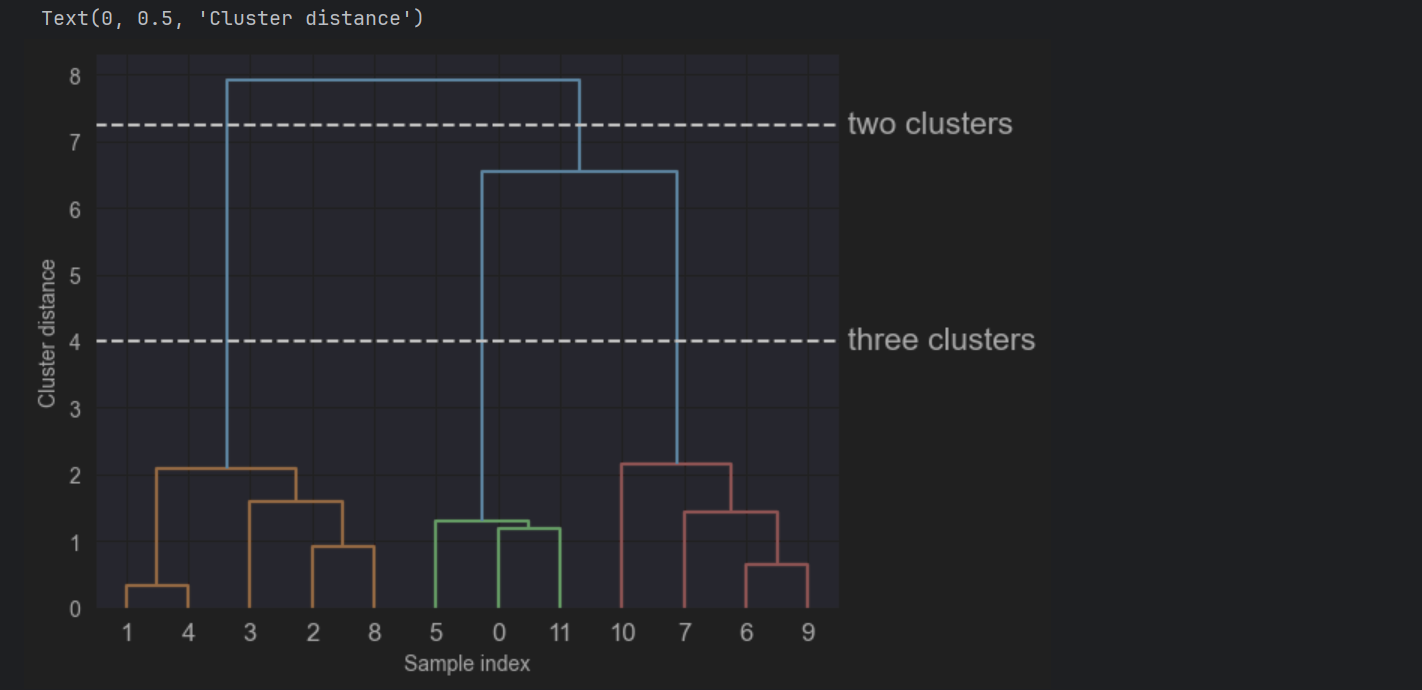 Text(0, 0.5, 'Cluster distance')
8
two clusters
7
6
5
Cluster distance
4
three clusters
3
2
1
0
1 4 3 2 8 5 0 11 10 7 6 9
Sample index